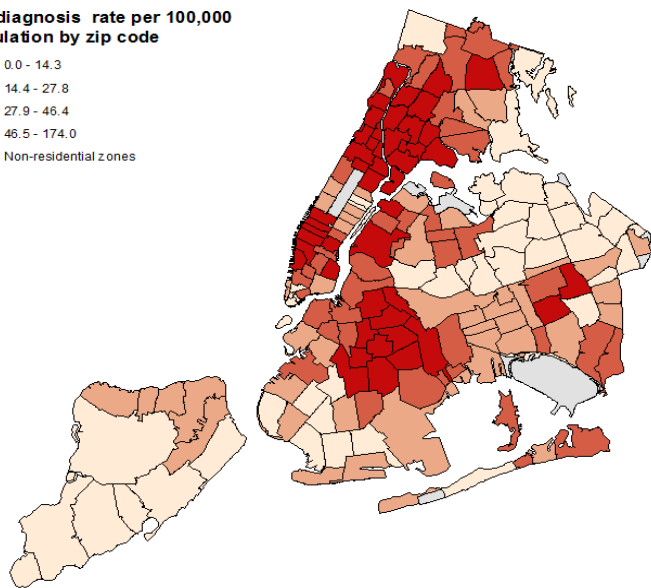 diagnosis rate per 100,000
ulation by zip code
0.0 - 14.3
14.4 - 27.8
27.9 - 46.4
46.5 - 174.0
Non-residential zones